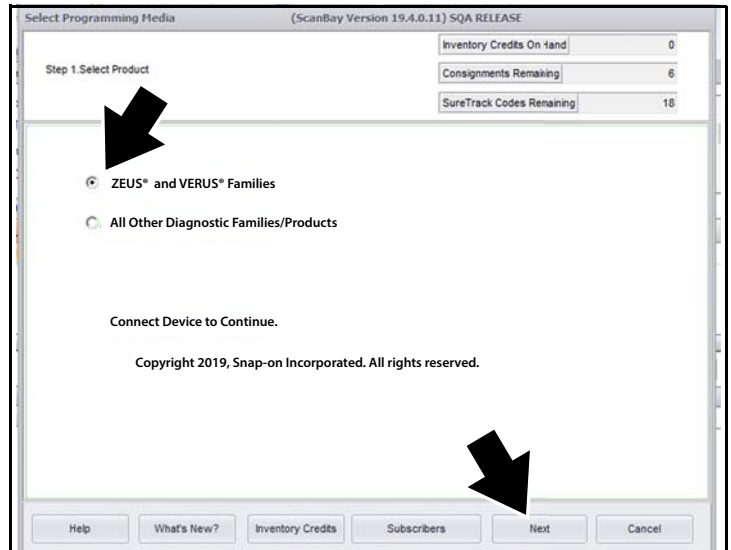 Select Programming Media (ScanBay Version 19.4.0.11) SQA RELEASE
Inventory Credits On Hand 0
Step 1.Select Product
Consignments Remaining 6
SureTrack Codes Remaining 18
ZEUS® and VERUS® Families
All Other Diagnostic Families/Products
Connect Device to Continue.
Copyright 2019, Snap-on Incorporated. All rights reserved.
Help What's New? Inventory Credits Subscribers Next Cancel